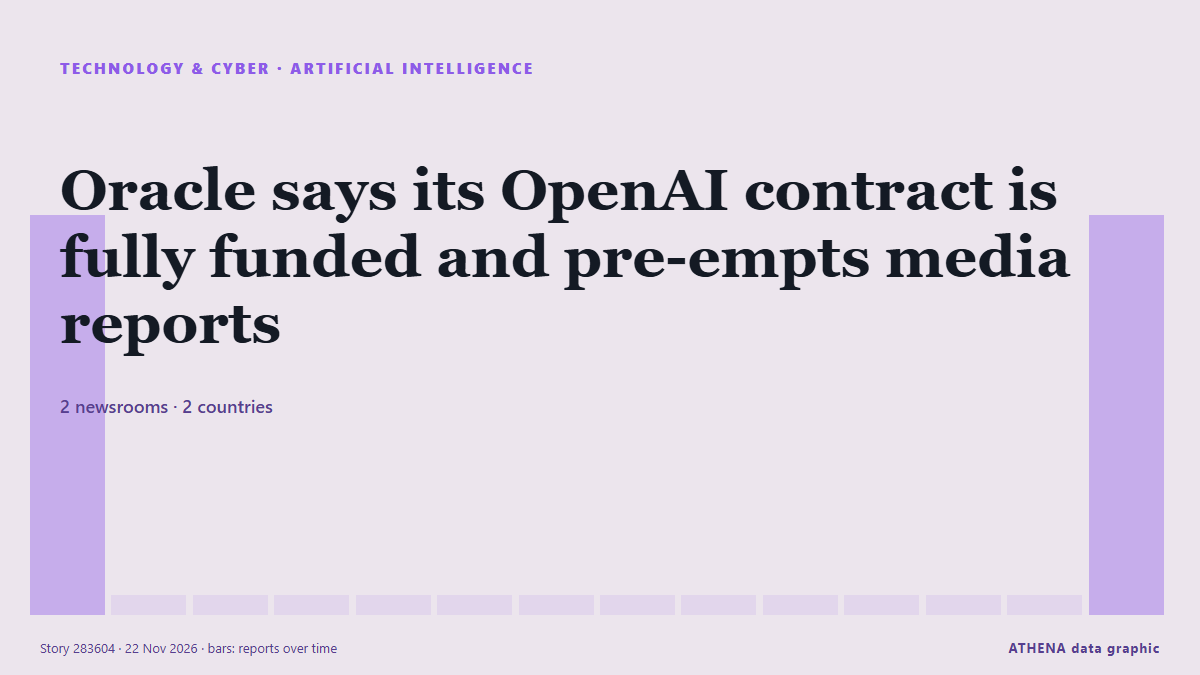 TECHNOLOGY & CYBER · ARTIFICIAL INTELLIGENCE
Oracle says its OpenAI contract is
fully funded and pre-empts media
reports
2 newsrooms · 2 countries
Story 283604 · 22 Nov 2026 · bars: reports over time
ATHENA data graphic